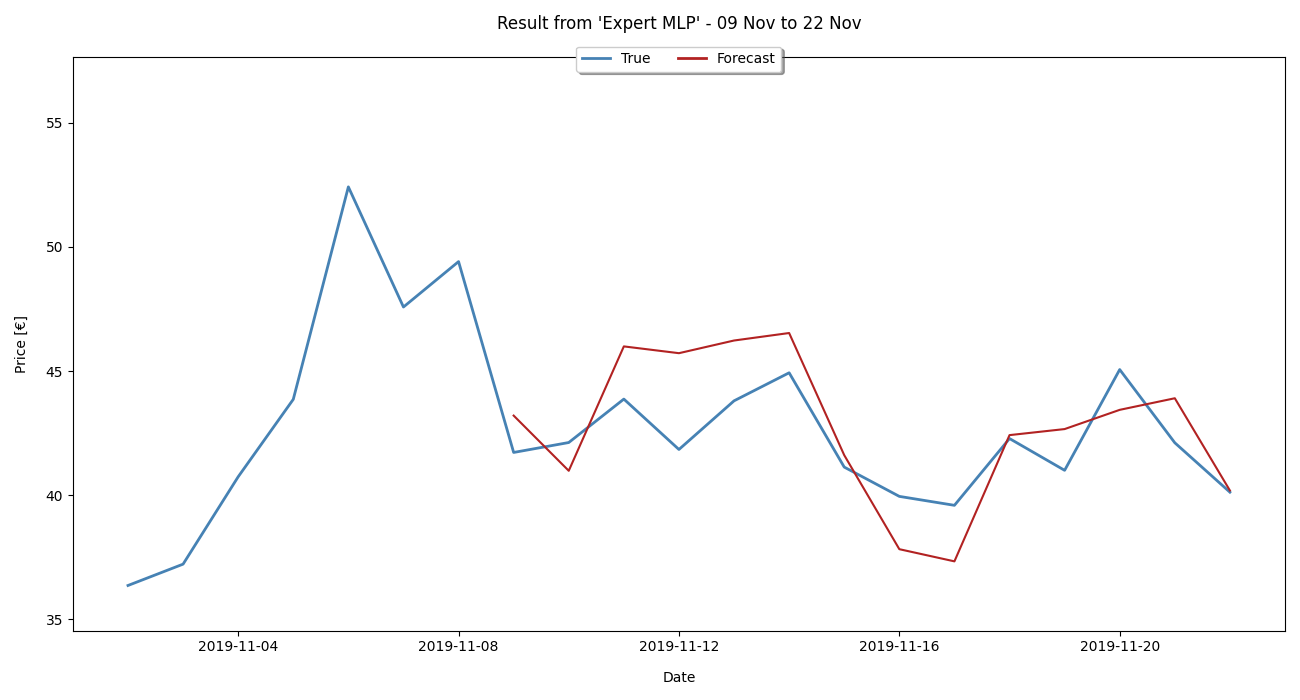 Result from 'Expert MLP' - 09 Nov to 22 Nov
True Forecast
55
50
45
40
35
Price [€]
2019-11-04 2019-11-08 2019-11-12 2019-11-16 2019-11-20
Date